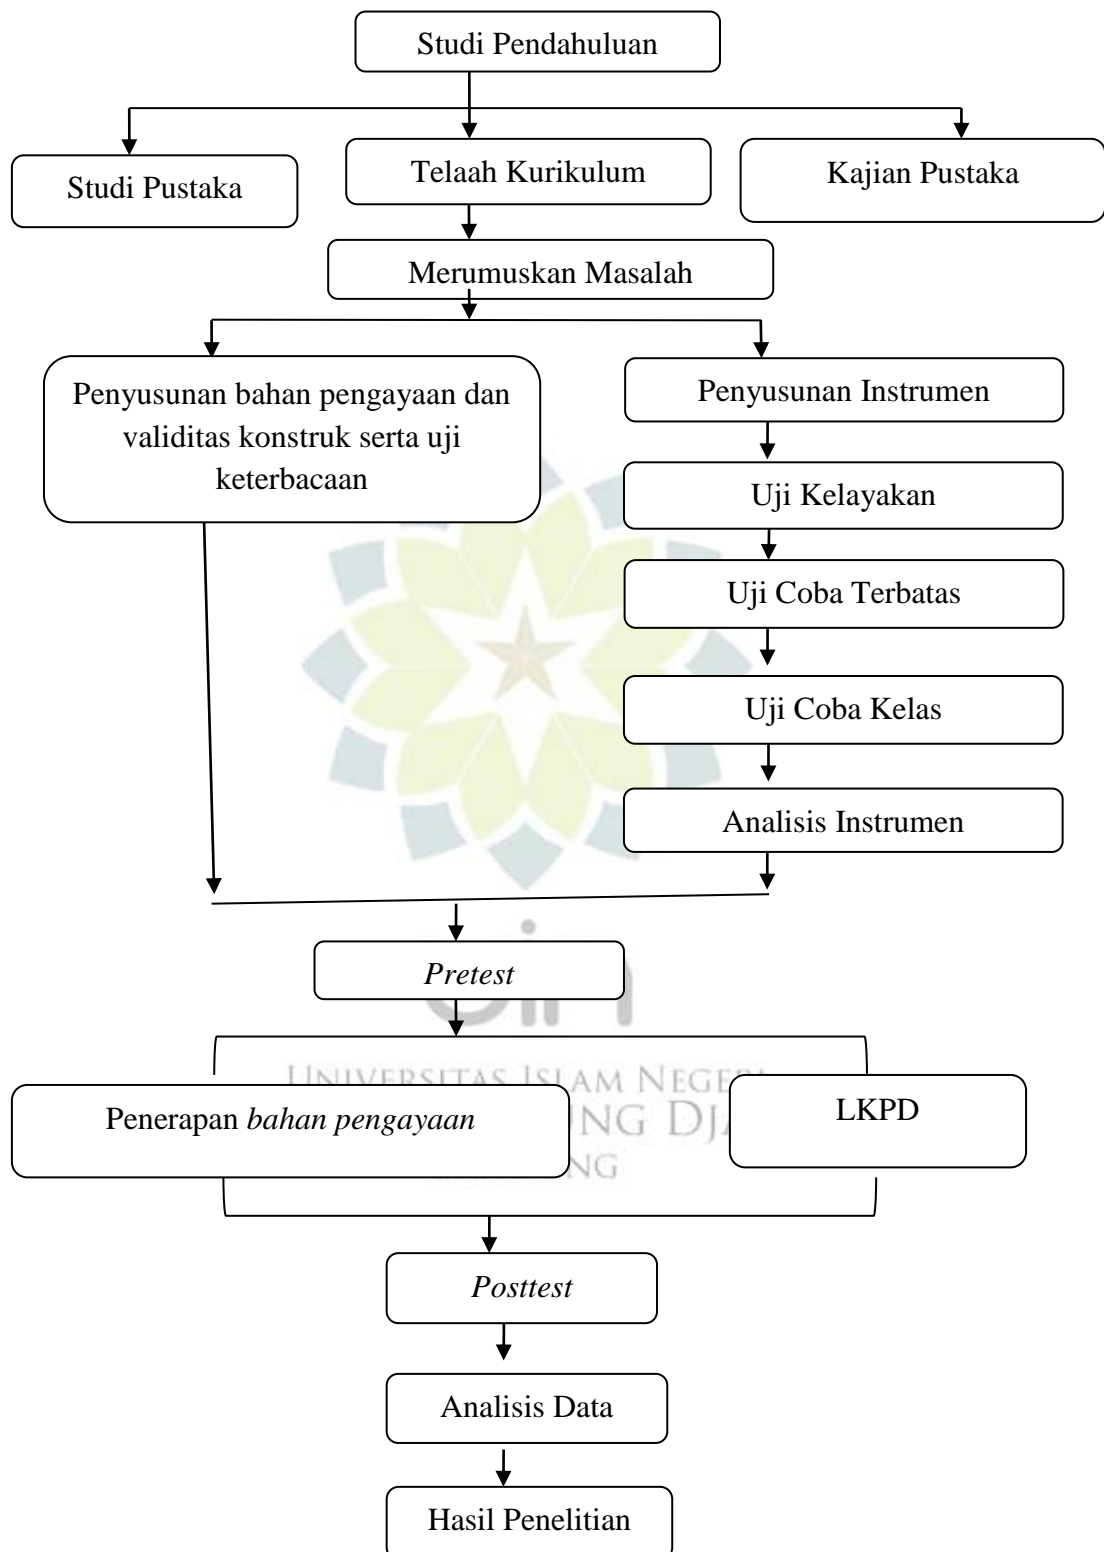 Studi Pendahuluan
Studi Pustaka
Telaah Kurikulum
Kajian Pustaka
Merumuskan Masalah
Penyusunan bahan pengayaan dan
validitas konstruk serta uji
keterbacaan
Penyusunan Instrumen
Uji Kelayakan
Uji Coba Terbatas
Uji Coba Kelas
Analisis Instrumen
Pretest
UNIVERSITAS ISLAM NEGERI
Penerapan bahan pengayaan
LKPD
Posttest
Analisis Data
Hasil Penelitian